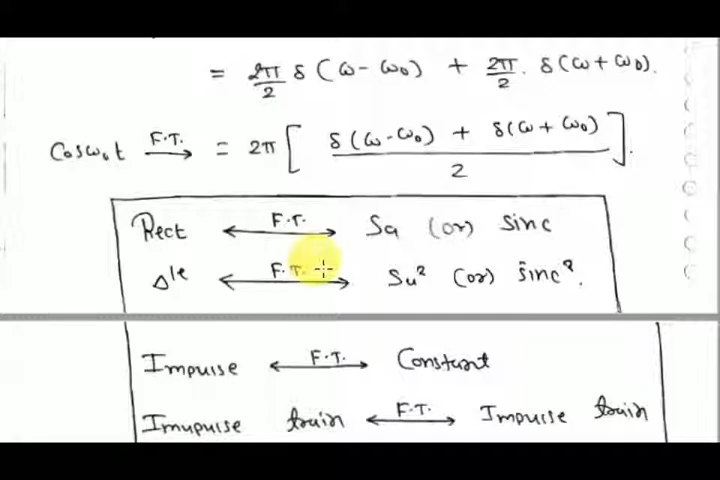 = 2π/2 δ(ω-ω₀) + 2π/2. δ(ω+ω₀).
Cosω₀t F.T.→ = 2π[ δ(ω-ω₀) + δ(ω+ω₀) / 2 ].
Rect ←F.T.→ Sa (or) sinc
Δle ←F.T.→ Sa² (or) sinc².
Impulse ←F.T.→ Constant
Imupulse train ←F.T.→ Impulse train